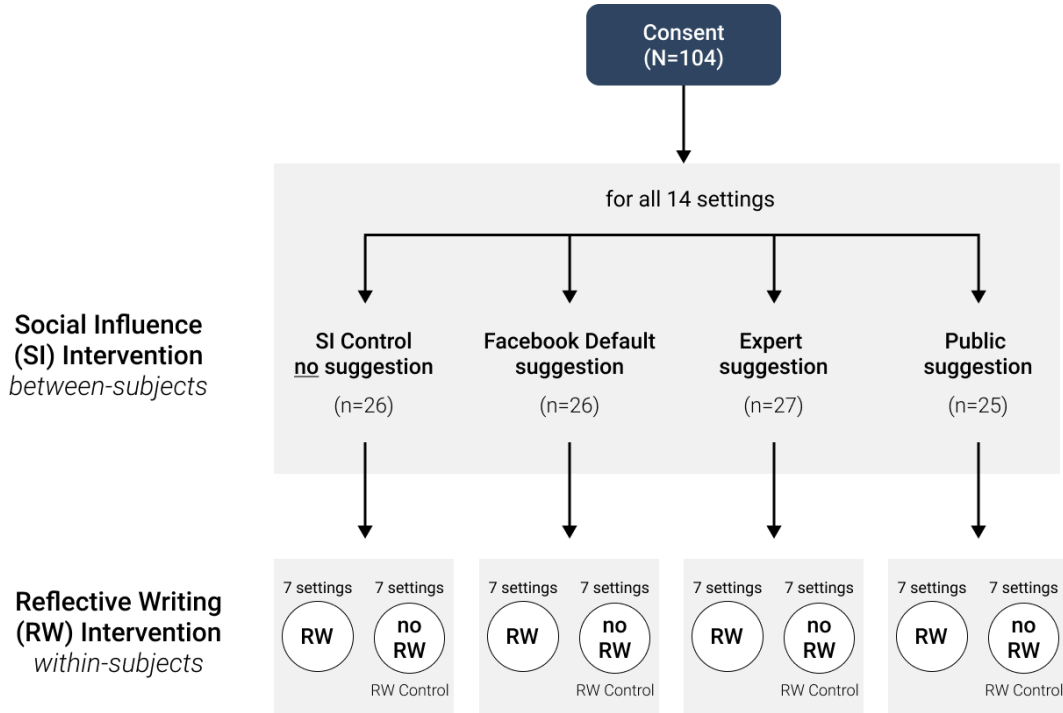 Consent
(N=104)
for all 14 settings
Social Influence
(SI) Intervention
between-subjects
SI Control
no suggestion
(n=26)
Facebook Default
suggestion
(n=26)
Expert
suggestion
(n=27)
Public
suggestion
(n=25)
Reflective Writing
(RW) Intervention
within-subjects
7 settings
RW
7 settings
no
RW
RW Control
7 settings
RW
7 settings
no
RW
RW Control
7 settings
RW
7 settings
no
RW
RW Control
7 settings
RW
7 settings
no
RW
RW Control